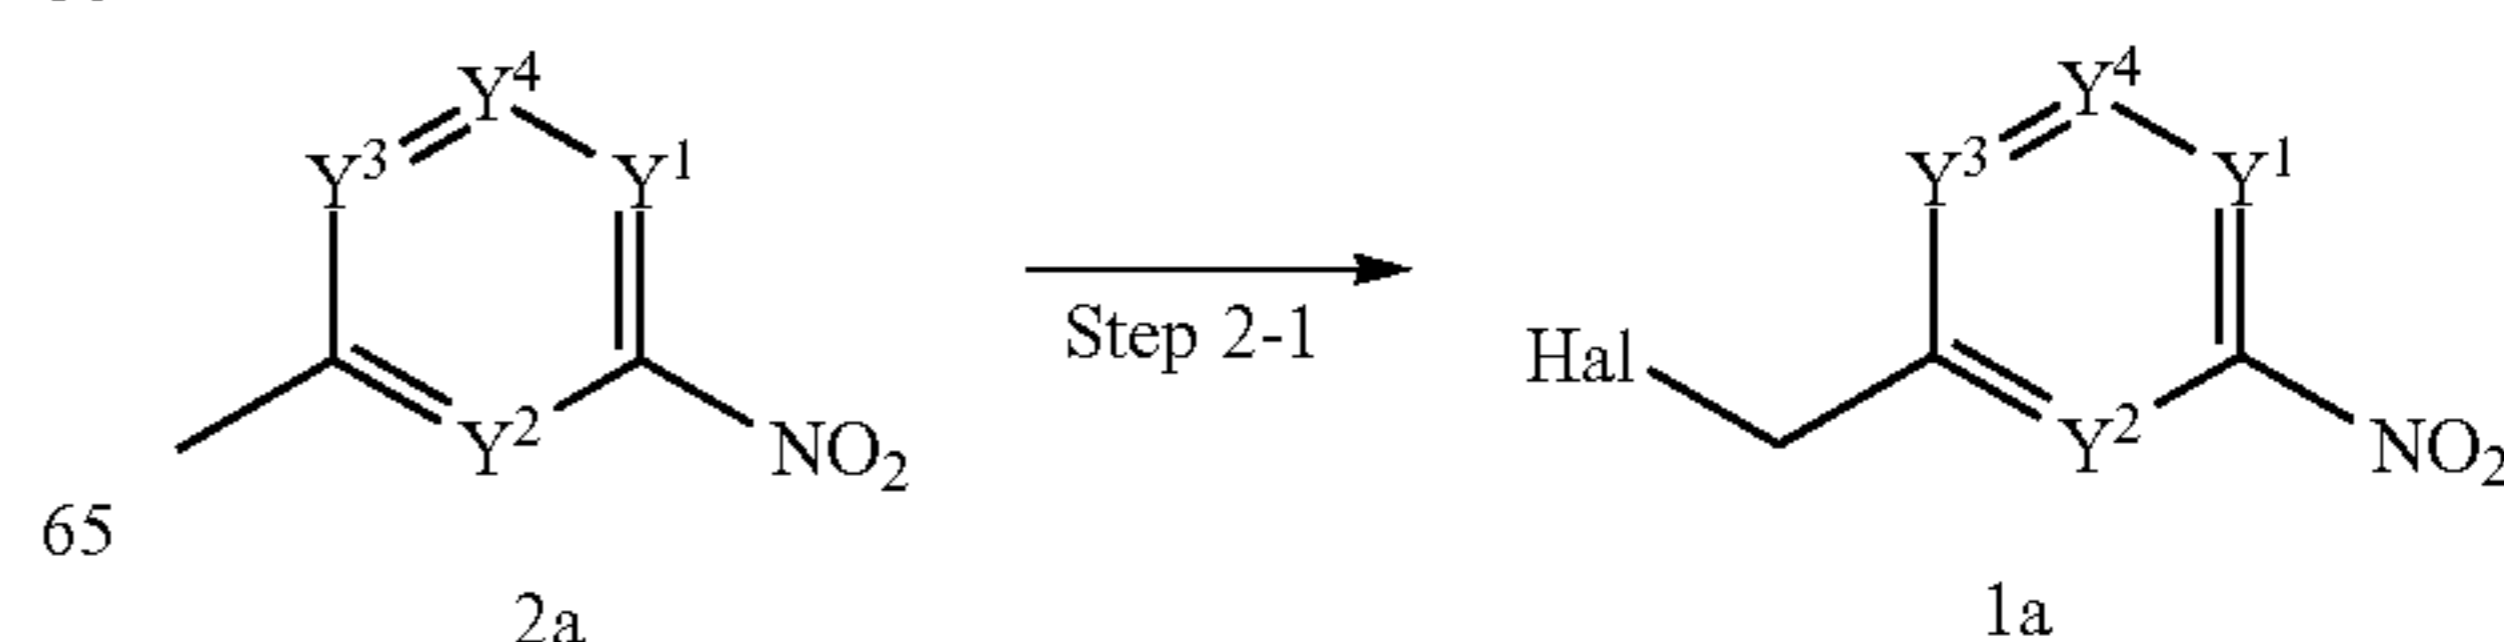 Y⁴ Y⁴
Y³ Y¹ Y³ Y¹
Step 2-1
Hal
Y² NO₂ Y² NO₂
65
2a 1a